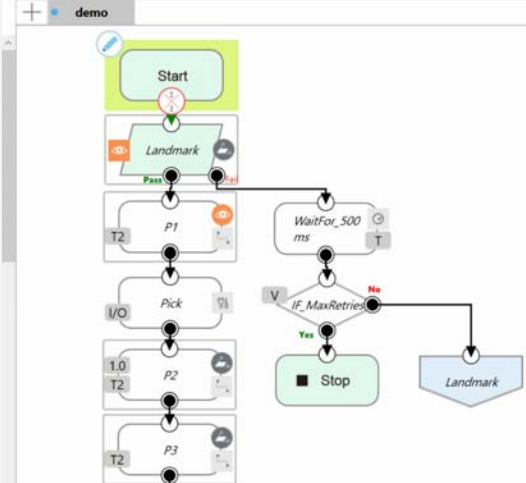 demo
Start
Landmark
Pass
Fail
P1
T2
WaitFor_500
ms
T
Pick
I/O
V
IF_MaxRetries
No
Yes
1.0
P2
T2
Stop
Landmark
P3
T2